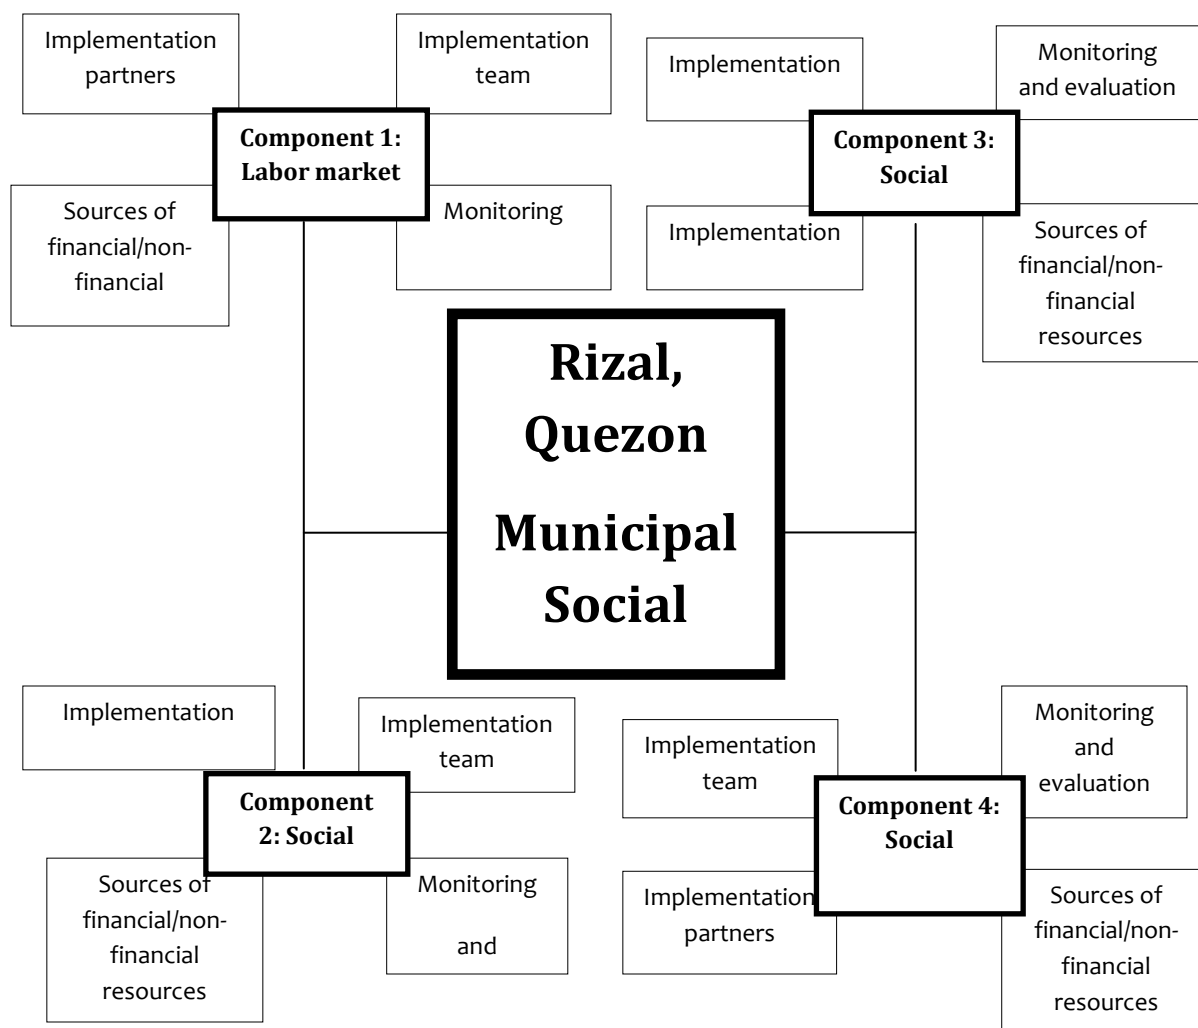 Implementation
partners
Implementation
team
Component 1:
Labor market
Sources of
financial/non-
financial
Monitoring
Implementation
Monitoring
and evaluation
Component 3:
Social
Implementation
Sources of
financial/non-
financial
resources
Rizal,
Quezon
Municipal
Social
Implementation
Implementation
team
Component
2: Social
Sources of
financial/non-
financial
resources
Monitoring
and
Implementation
team
Monitoring
and
evaluation
Component 4:
Social
Implementation
partners
Sources of
financial/non-
financial
resources